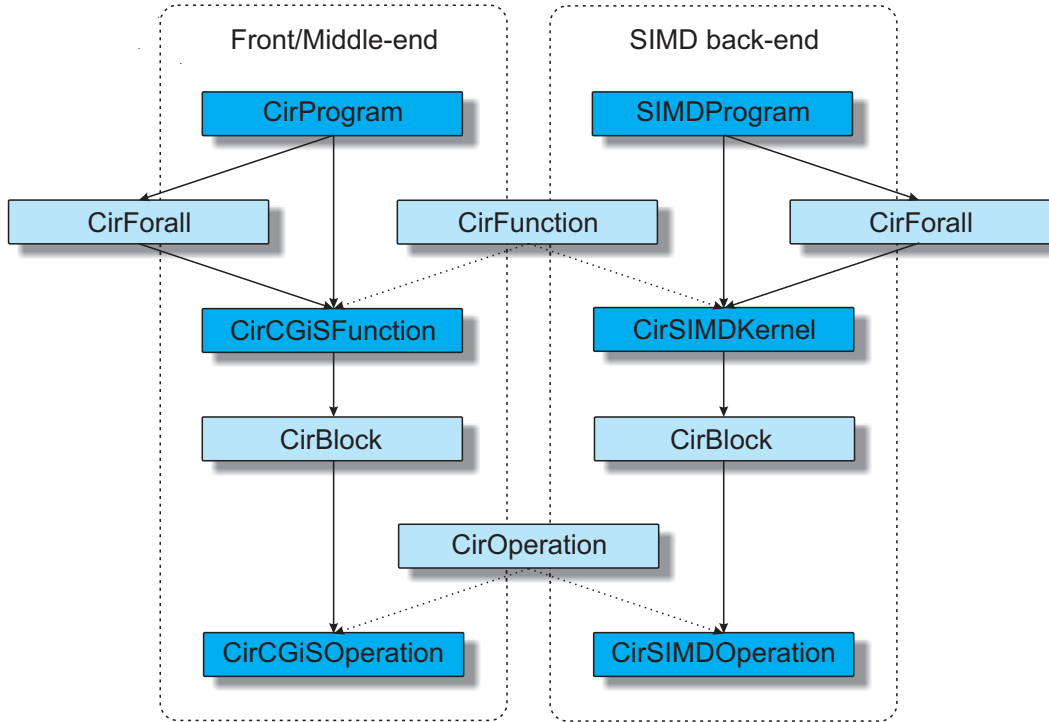 Front/Middle-end
SIMD back-end
CirProgram
SIMDProgram
CirForall
CirFunction
CirForall
CirCGiSFunction
CirSIMDKernel
CirBlock
CirBlock
CirOperation
CirCGiSOperation
CirSIMDOperation